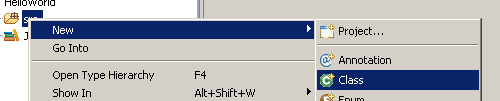 HelloWorld
src
New
Go Into
Open Type Hierarchy F4
Show In Alt+Shift+W
Project...
Annotation
Class
Enum